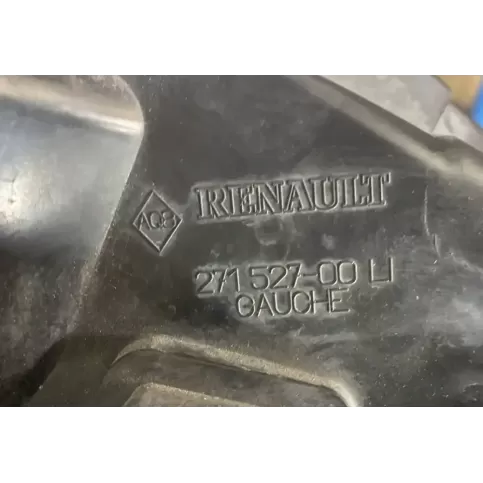 AQS RENAULT
271 527-00 LI
GAUCHE